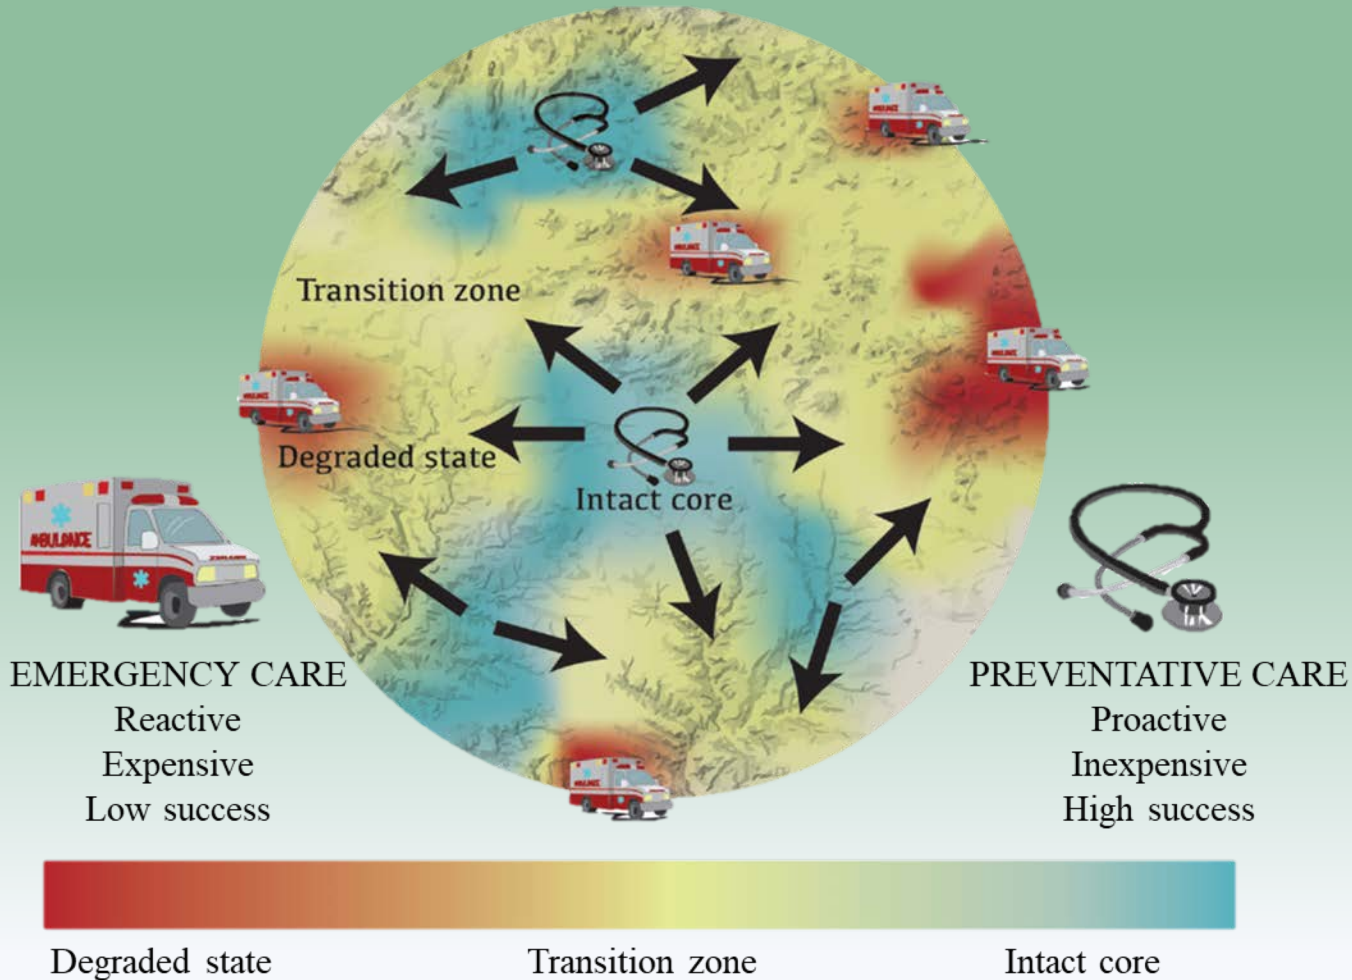 Transition zone
Degraded state
Intact core
AMBULANCE
EMERGENCY CARE
Reactive
Expensive
Low success
PREVENTATIVE CARE
Proactive
Inexpensive
High success
Degraded state
Transition zone
Intact core